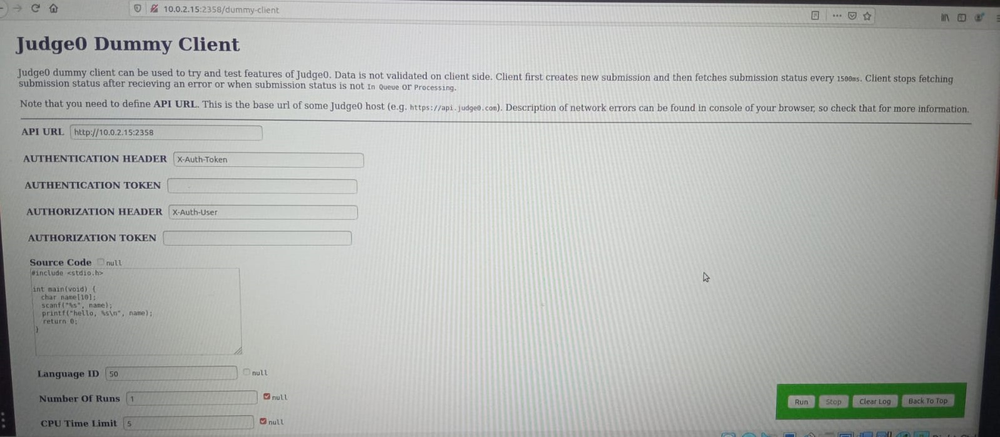 10.0.2.15:2358/dummy-client
Judge0 Dummy Client
Judge0 dummy client can be used to try and test features of Judge0. Data is not validated on client side. Client first creates new submission and then fetches submission status every 1500ms. Client stops fetching
submission status after recieving an error or when submission status is not In Queue or Processing.
Note that you need to define API URL. This is the base url of some Judge0 host (e.g. https://api.judge0.com). Description of network errors can be found in console of your browser, so check that for more information.
API URL http://10.0.2.15:2358
AUTHENTICATION HEADER X-Auth-Token
AUTHENTICATION TOKEN
AUTHORIZATION HEADER X-Auth-User
AUTHORIZATION TOKEN
Source Code null
#include <stdio.h>
int main(void) {
char name[10];
scanf("%s", name);
printf("hello, %s\n", name);
return 0;
}
Language ID 50 null
Number Of Runs 1 null
Run Stop Clear Log Back To Top
CPU Time Limit 5 null